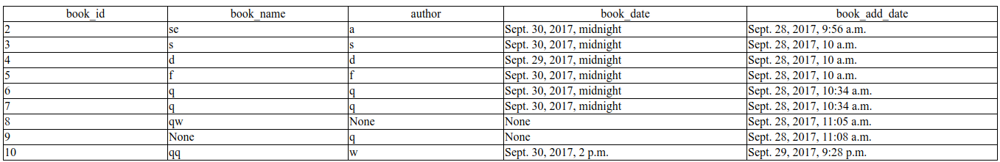 book_id book_name author book_date book_add_date
2 se a Sept. 30, 2017, midnight Sept. 28, 2017, 9:56 a.m.
3 s s Sept. 30, 2017, midnight Sept. 28, 2017, 10 a.m.
4 d d Sept. 29, 2017, midnight Sept. 28, 2017, 10 a.m.
5 f f Sept. 30, 2017, midnight Sept. 28, 2017, 10 a.m.
6 q q Sept. 30, 2017, midnight Sept. 28, 2017, 10:34 a.m.
7 q q Sept. 30, 2017, midnight Sept. 28, 2017, 10:34 a.m.
8 qw None None Sept. 28, 2017, 11:05 a.m.
9 None q None Sept. 28, 2017, 11:08 a.m.
10 qq w Sept. 30, 2017, 2 p.m. Sept. 29, 2017, 9:28 p.m.